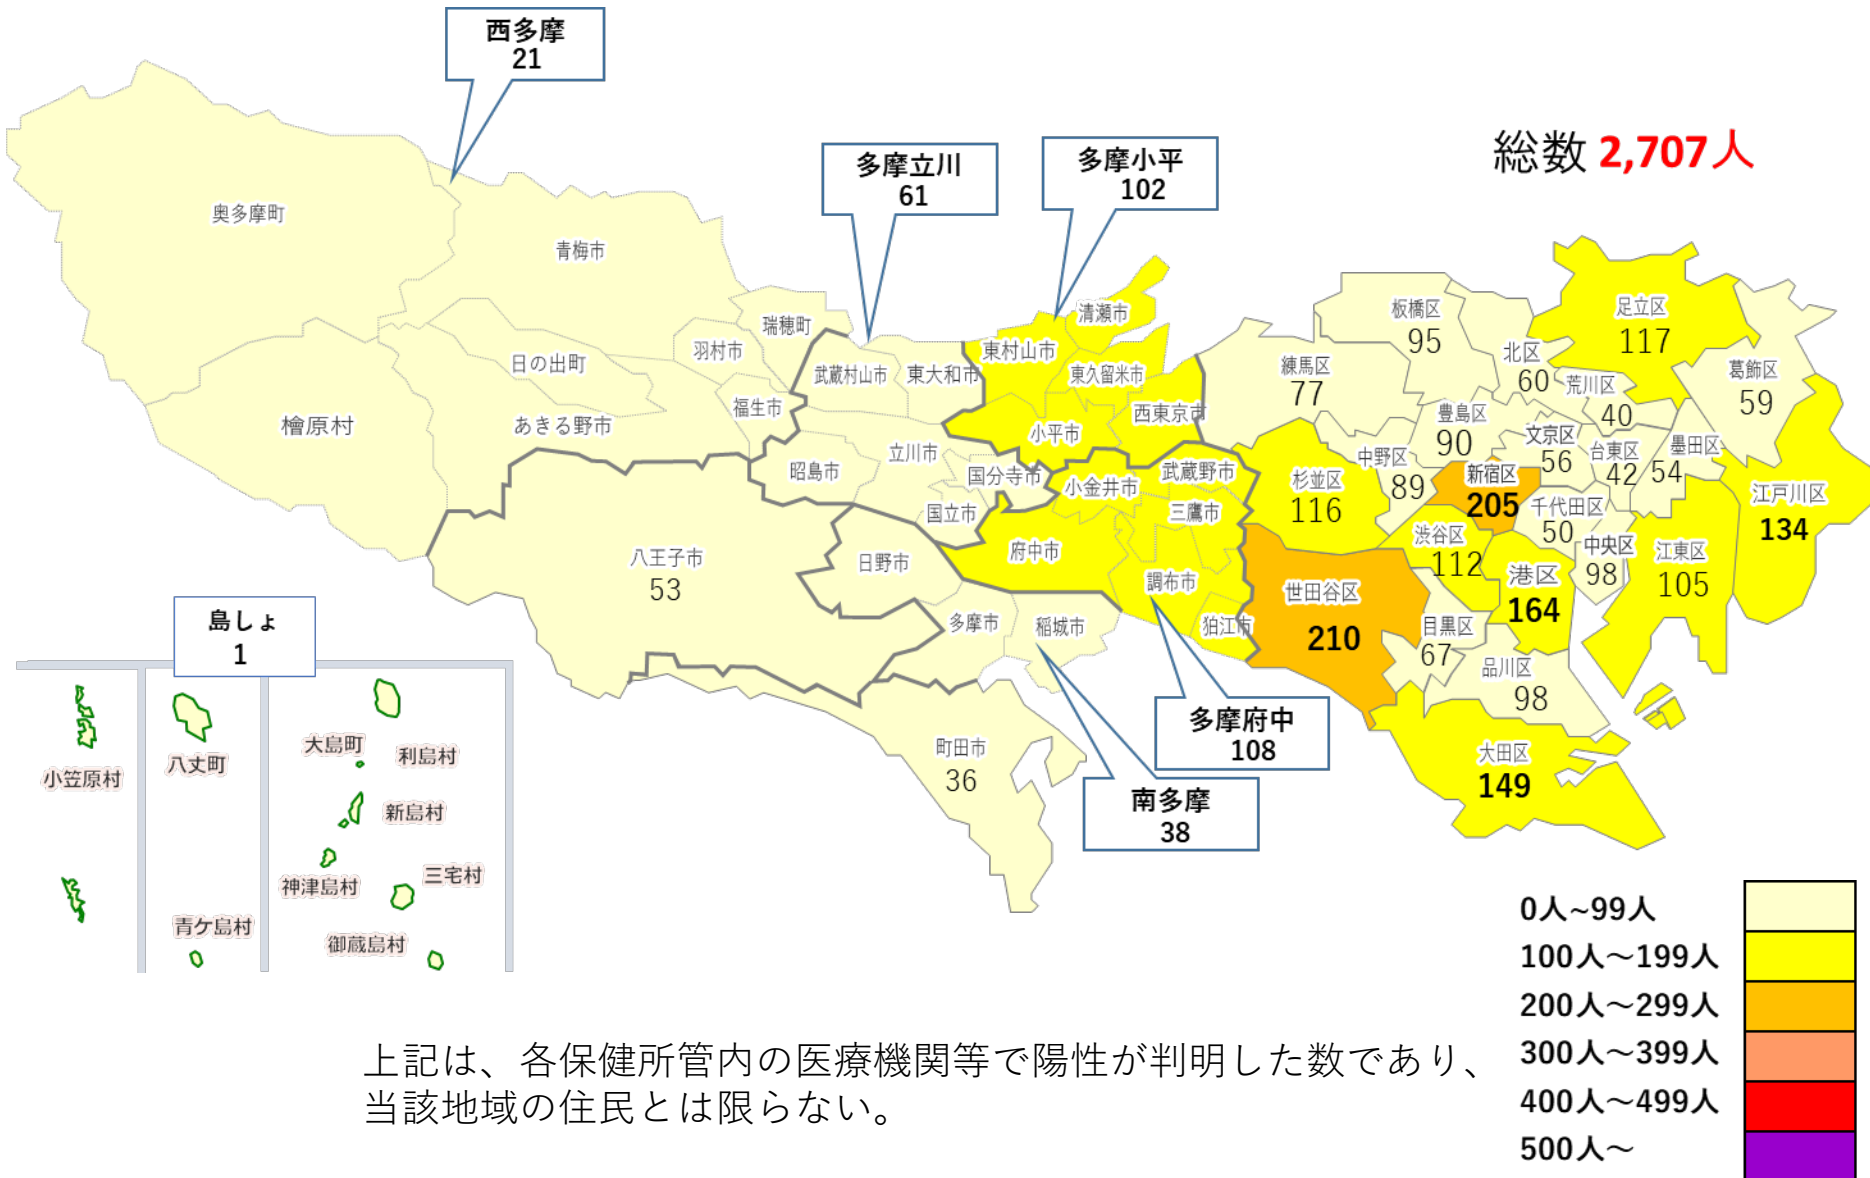 西多摩
21
多摩立川
61
多摩小平
102
総数 2,707人
奥多摩町
青梅市
瑞穂町
羽村市
日の出町
福生市
檜原村
あきる野市
武蔵村山市
東大和市
東村山市
清瀬市
東久留米市
西東京市
小平市
昭島市
立川市
国分寺市
国立市
小金井市
武蔵野市
三鷹市
府中市
調布市
狛江市
八王子市
53
日野市
多摩市
稲城市
町田市
36
多摩府中
108
南多摩
38
板橋区
95
北区
60
足立区
117
葛飾区
59
練馬区
77
荒川区
40
豊島区
90
文京区
56
台東区
42
墨田区
54
中野区
89
杉並区
116
新宿区
205
千代田区
50
江戸川区
134
渋谷区
112
港区
164
中央区
98
江東区
105
世田谷区
210
目黒区
67
品川区
98
大田区
149
島しょ
1
小笠原村
八丈町
青ケ島村
大島町
利島村
新島村
神津島村
三宅村
御蔵島村
0人~99人
100人～199人
200人～299人
300人～399人
400人～499人
500人～
上記は、各保健所管内の医療機関等で陽性が判明した数であり、
当該地域の住民とは限らない。